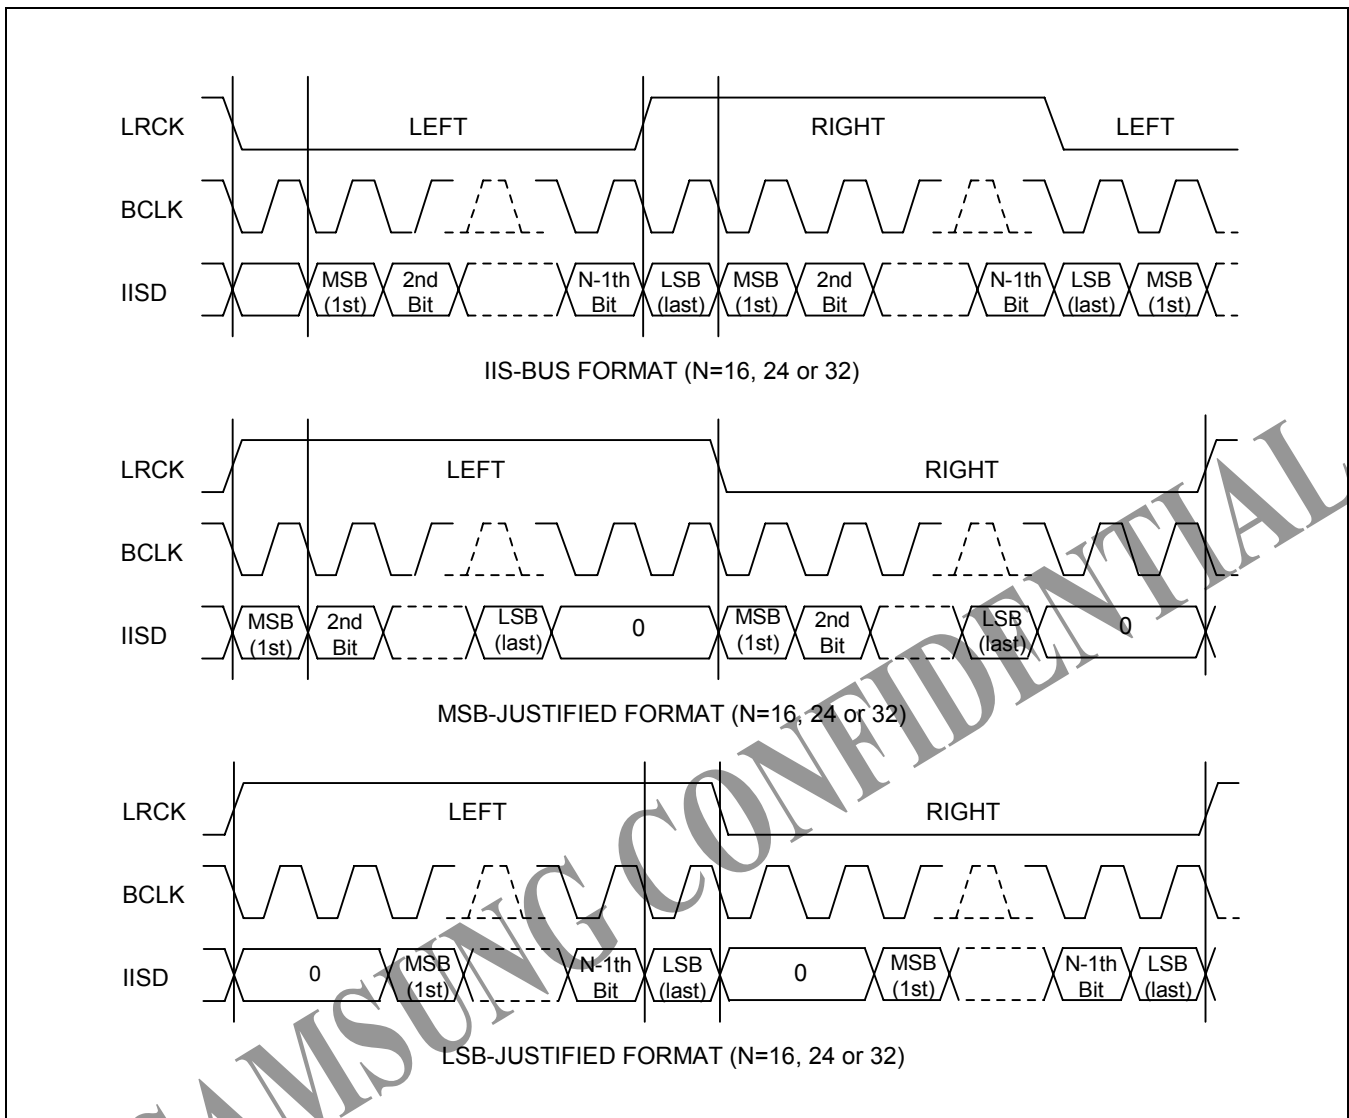 LRCK LEFT RIGHT LEFT
BCLK
IISD MSB (1st) 2nd Bit N-1th Bit LSB (last) MSB (1st) 2nd Bit N-1th Bit LSB (last) MSB (1st)
IIS-BUS FORMAT (N=16, 24 or 32)
LRCK LEFT RIGHT
BCLK
IISD MSB (1st) 2nd Bit LSB (last) 0 MSB (1st) 2nd Bit LSB (last) 0
MSB-JUSTIFIED FORMAT (N=16, 24 or 32)
LRCK LEFT RIGHT
BCLK
IISD 0 MSB (1st) N-1th Bit LSB (last) 0 MSB (1st) N-1th Bit LSB (last)
LSB-JUSTIFIED FORMAT (N=16, 24 or 32)
SAMSUNG CONFIDENTIAL